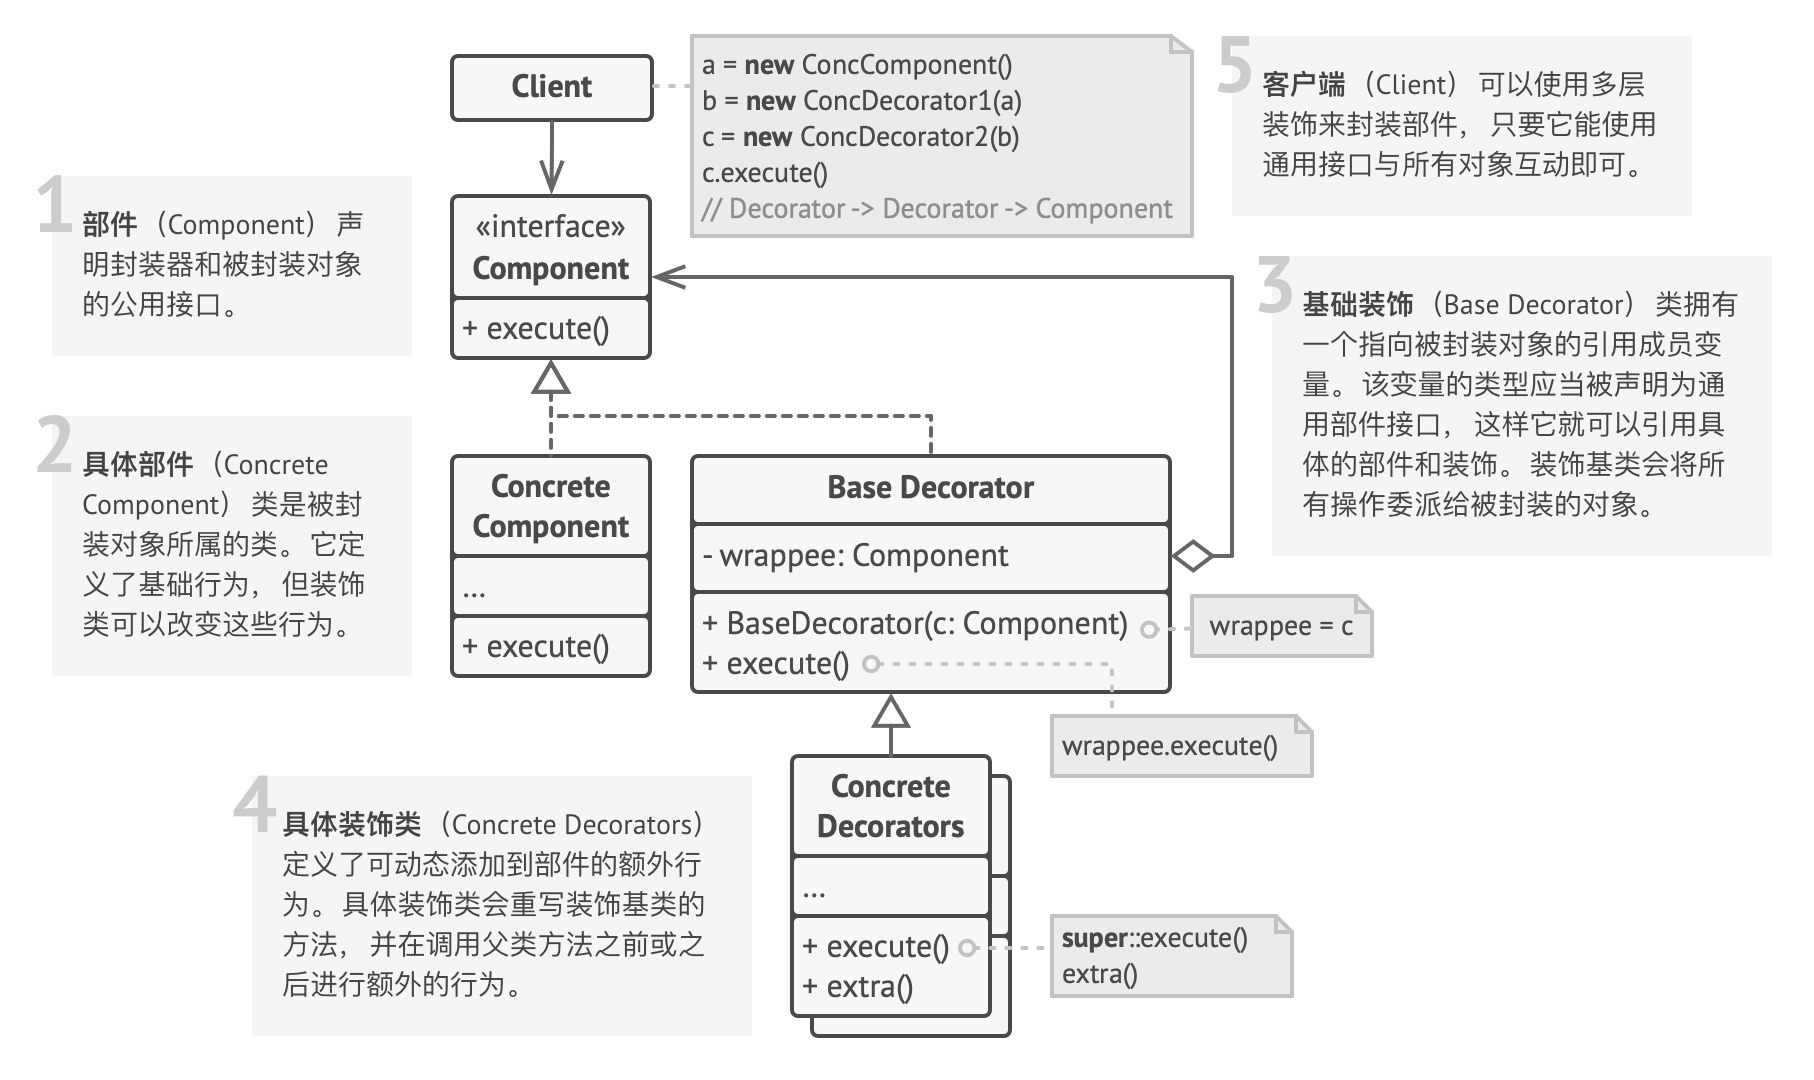 Client
a = new ConcComponent()
b = new ConcDecorator1(a)
c = new ConcDecorator2(b)
c.execute()
// Decorator -> Decorator -> Component
5
客户端（Client） 可以使用多层
装饰来封装部件， 只要它能使用
通用接口与所有对象互动即可。
1
部件（Component） 声
明封装器和被封装对象
的公用接口。
«interface»
Component
+ execute()
3
基础装饰（Base Decorator） 类拥有
一个指向被封装对象的引用成员变
量。 该变量的类型应当被声明为通
用部件接口， 这样它就可以引用具
体的部件和装饰。 装饰基类会将所
有操作委派给被封装的对象。
2
具体部件（Concrete
Component） 类是被封
装对象所属的类。 它定
义了基础行为， 但装饰
类可以改变这些行为。
Concrete
Component
...
+ execute()
Base Decorator
- wrappee: Component
+ BaseDecorator(c: Component)
+ execute()
wrappee = c
wrappee.execute()
4
具体装饰类（Concrete Decorators）
定义了可动态添加到部件的额外行
为。 具体装饰类会重写装饰基类的
方法， 并在调用父类方法之前或之
后进行额外的行为。
Concrete
Decorators
...
+ execute()
+ extra()
super::execute()
extra()